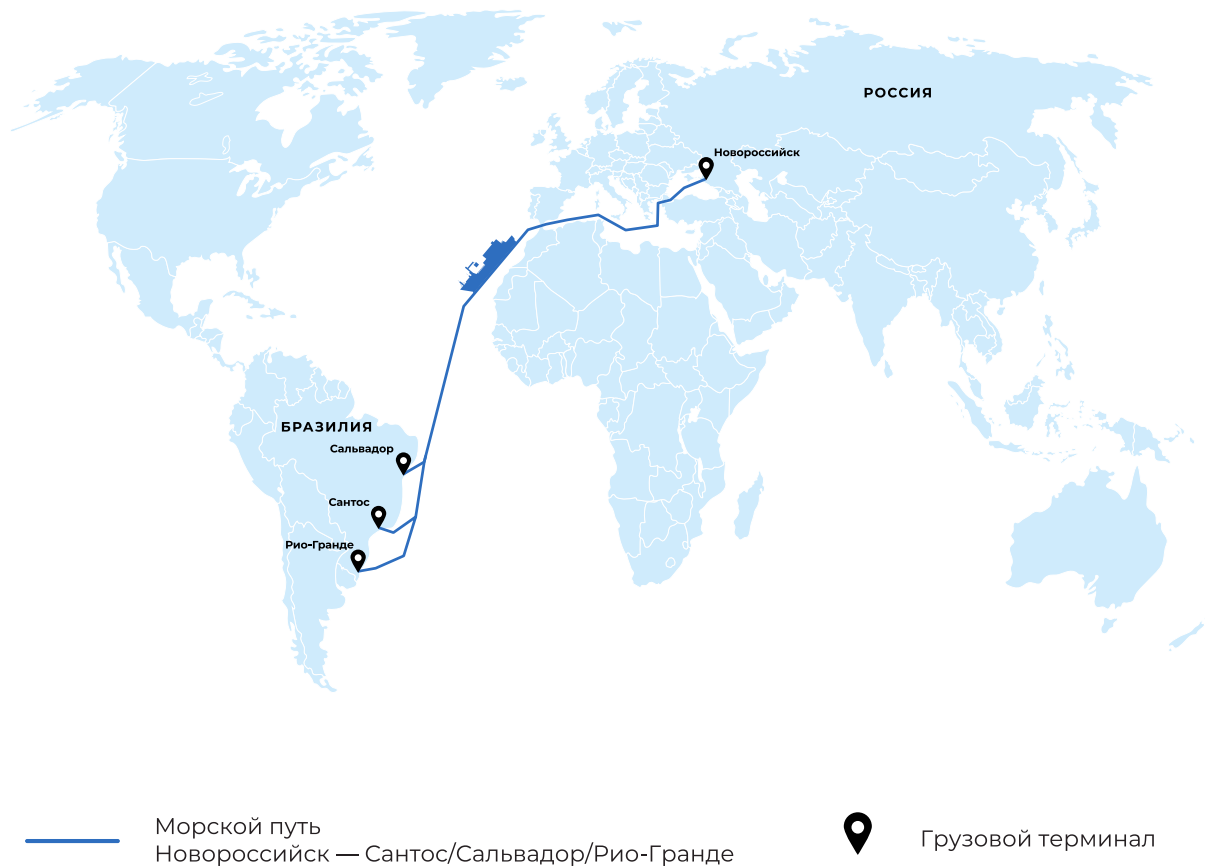 РОССИЯ
Новороссийск
БРАЗИЛИЯ
Сальвадор
Сантос
Рио-Гранде
Морской путь
Новороссийск — Сантос/Сальвадор/Рио-Гранде
Грузовой терминал